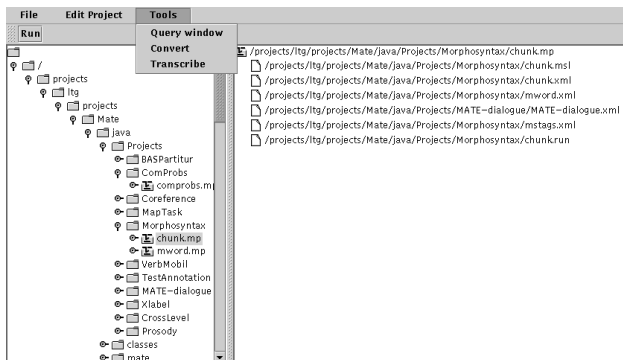 File Edit Project Tools
Run
Query window
Convert
Transcribe
/
projects
ltg
projects
Mate
java
Projects
BASPartitur
ComProbs
comprobs.mp
Coreference
MapTask
Morphosyntax
chunk.mp
mword.mp
VerbMobil
TestAnnotation
MATE-dialogue
Xlabel
CrossLevel
Prosody
classes
mate
/projects/ltg/projects/Mate/java/Projects/Morphosyntax/chunk.mp
/projects/ltg/projects/Mate/java/Projects/Morphosyntax/chunk.msl
/projects/ltg/projects/Mate/java/Projects/Morphosyntax/chunk.xml
/projects/ltg/projects/Mate/java/Projects/Morphosyntax/mword.xml
/projects/ltg/projects/Mate/java/Projects/MATE-dialogue/MATE-dialogue.xml
/projects/ltg/projects/Mate/java/Projects/Morphosyntax/mstags.xml
/projects/ltg/projects/Mate/java/Projects/Morphosyntax/chunk.run